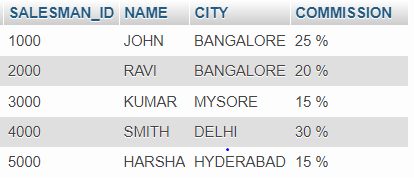 SALESMAN_ID NAME CITY COMMISSION
1000 JOHN BANGALORE 25 %
2000 RAVI BANGALORE 20 %
3000 KUMAR MYSORE 15 %
4000 SMITH DELHI 30 %
5000 HARSHA HYDERABAD 15 %